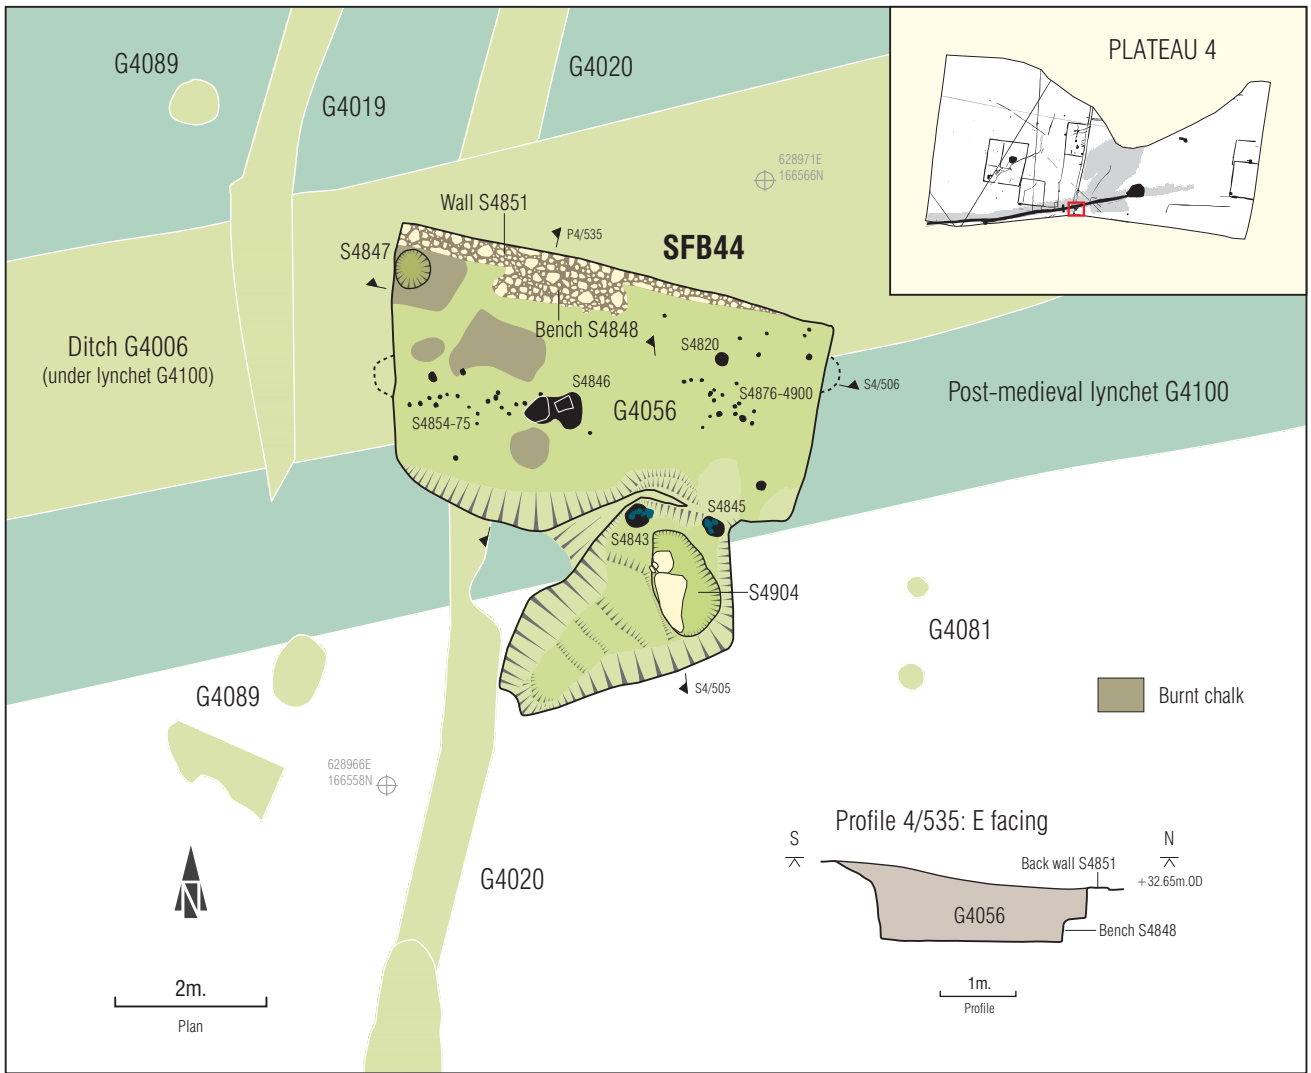 PLATEAU 4
G4089
G4019
G4020
628971E
166566N
Wall S4851
P4/535
SFB44
S4847
Bench S4848
S4820
Ditch G4006
(under lynchet G4100)
S4846
S4/506
Post-medieval lynchet G4100
S4876-4900
G4056
S4854-75
S4845
S4843
S4904
G4081
S4/505
G4089
Burnt chalk
628966E
166558N
Profile 4/535: E facing
S
N
Back wall S4851
+32.65m.OD
G4020
G4056
Bench S4848
N
2m.
Plan
1m.
Profile